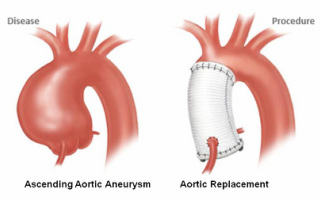 Disease
Procedure
Ascending Aortic Aneurysm
Aortic Replacement